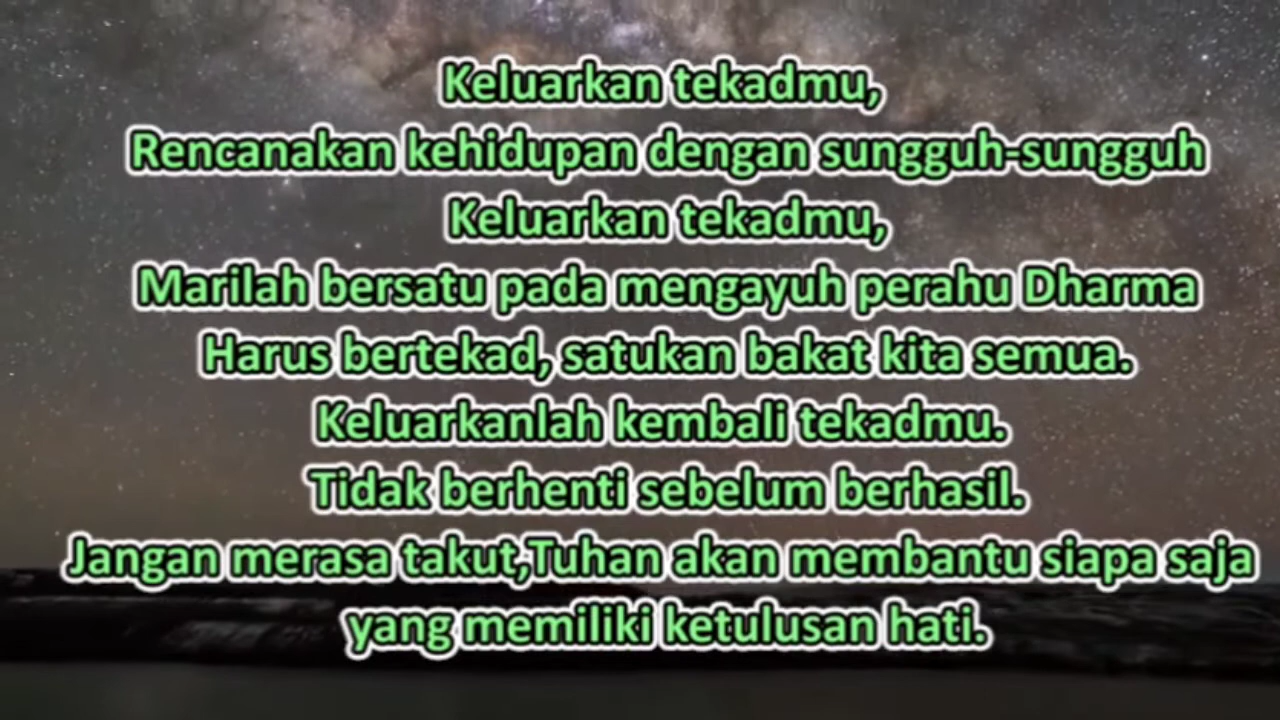 Keluarkan tekadmu,
Rencanakan kehidupan dengan sungguh-sungguh
Keluarkan tekadmu,
Marilah bersatu pada mengayuh perahu Dharma
Harus bertekad, satukan bakat kita semua.
Keluarkanlah kembali tekadmu.
Tidak berhenti sebelum berhasil.
Jangan merasa takut,Tuhan akan membantu siapa saja
yang memiliki ketulusan hati.